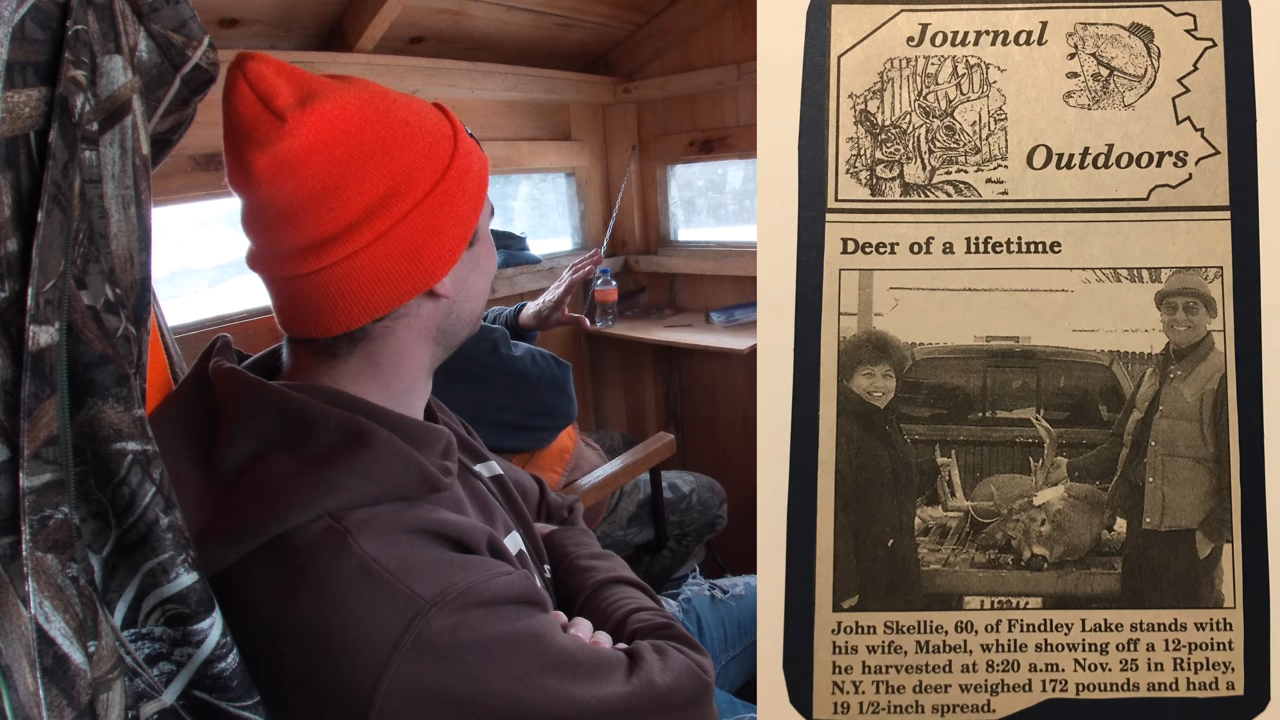 Journal
Outdoors
Deer of a lifetime
John Skellie, 60, of Findley Lake stands with
his wife, Mabel, while showing off a 12-point
he harvested at 8:20 a.m. Nov. 25 in Ripley,
N.Y. The deer weighed 172 pounds and had a
19 1/2-inch spread.